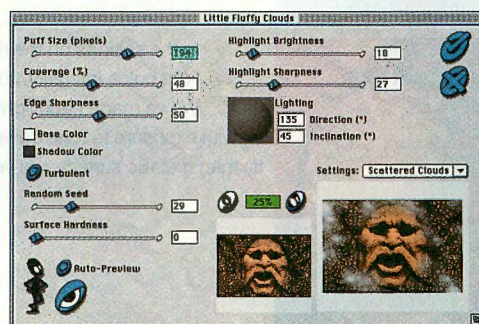 Little Fluffy Clouds
Puff Size (pixels)
194
Coverage (%)
48
Edge Sharpness
50
Base Color
Shadow Color
Turbulent
Random Seed
29
Surface Hardness
0
Auto-Preview
Highlight Brightness
10
Highlight Sharpness
27
Lighting
135 Direction (°)
45 Inclination (°)
Settings: Scattered Clouds
25%